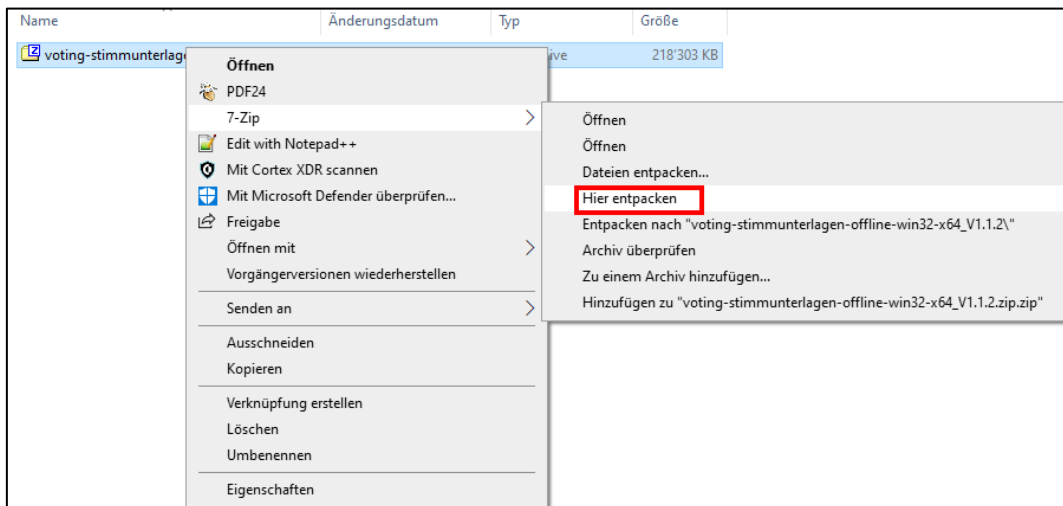 Name Änderungsdatum Typ Größe
voting-stimmunterlage ive 218'303 KB
Öffnen
PDF24
7-Zip
Edit with Notepad++
Mit Cortex XDR scannen
Mit Microsoft Defender überprüfen...
Freigabe
Öffnen mit
Vorgängerversionen wiederherstellen
Senden an
Ausschneiden
Kopieren
Verknüpfung erstellen
Löschen
Umbenennen
Eigenschaften
Öffnen
Öffnen
Dateien entpacken...
Hier entpacken
Entpacken nach "voting-stimmunterlagen-offline-win32-x64_V1.1.2\"
Archiv überprüfen
Zu einem Archiv hinzufügen...
Hinzufügen zu "voting-stimmunterlagen-offline-win32-x64_V1.1.2.zip.zip"